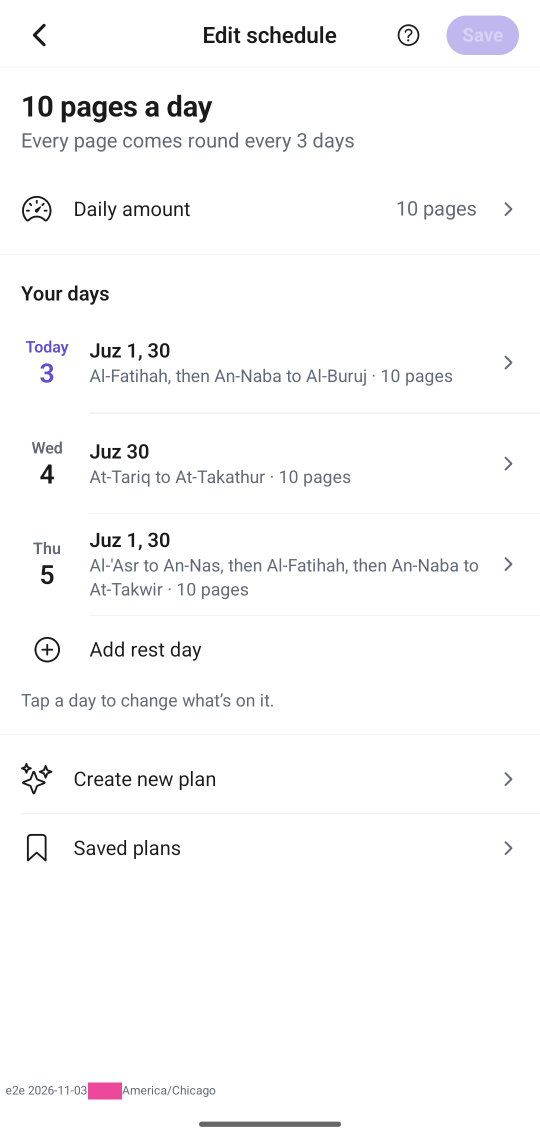 Edit schedule
Save
10 pages a day
Every page comes round every 3 days
Daily amount
10 pages
Your days
Today
3
Juz 1, 30
Al-Fatihah, then An-Naba to Al-Buruj · 10 pages
Wed
4
Juz 30
At-Tariq to At-Takathur · 10 pages
Thu
5
Juz 1, 30
Al-'Asr to An-Nas, then Al-Fatihah, then An-Naba to
At-Takwir · 10 pages
Add rest day
Tap a day to change what’s on it.
Create new plan
Saved plans
e2e 2026-11-03 America/Chicago